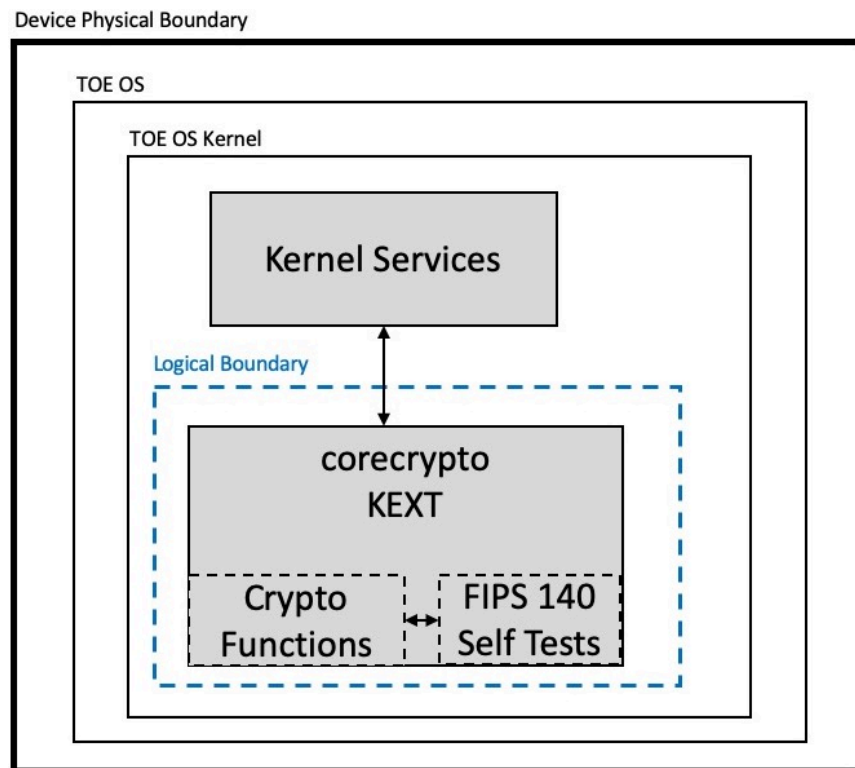 Device Physical Boundary
TOE OS
TOE OS Kernel
Kernel Services
Logical Boundary
corecrypto
KEXT
Crypto
Functions
FIPS 140
Self Tests